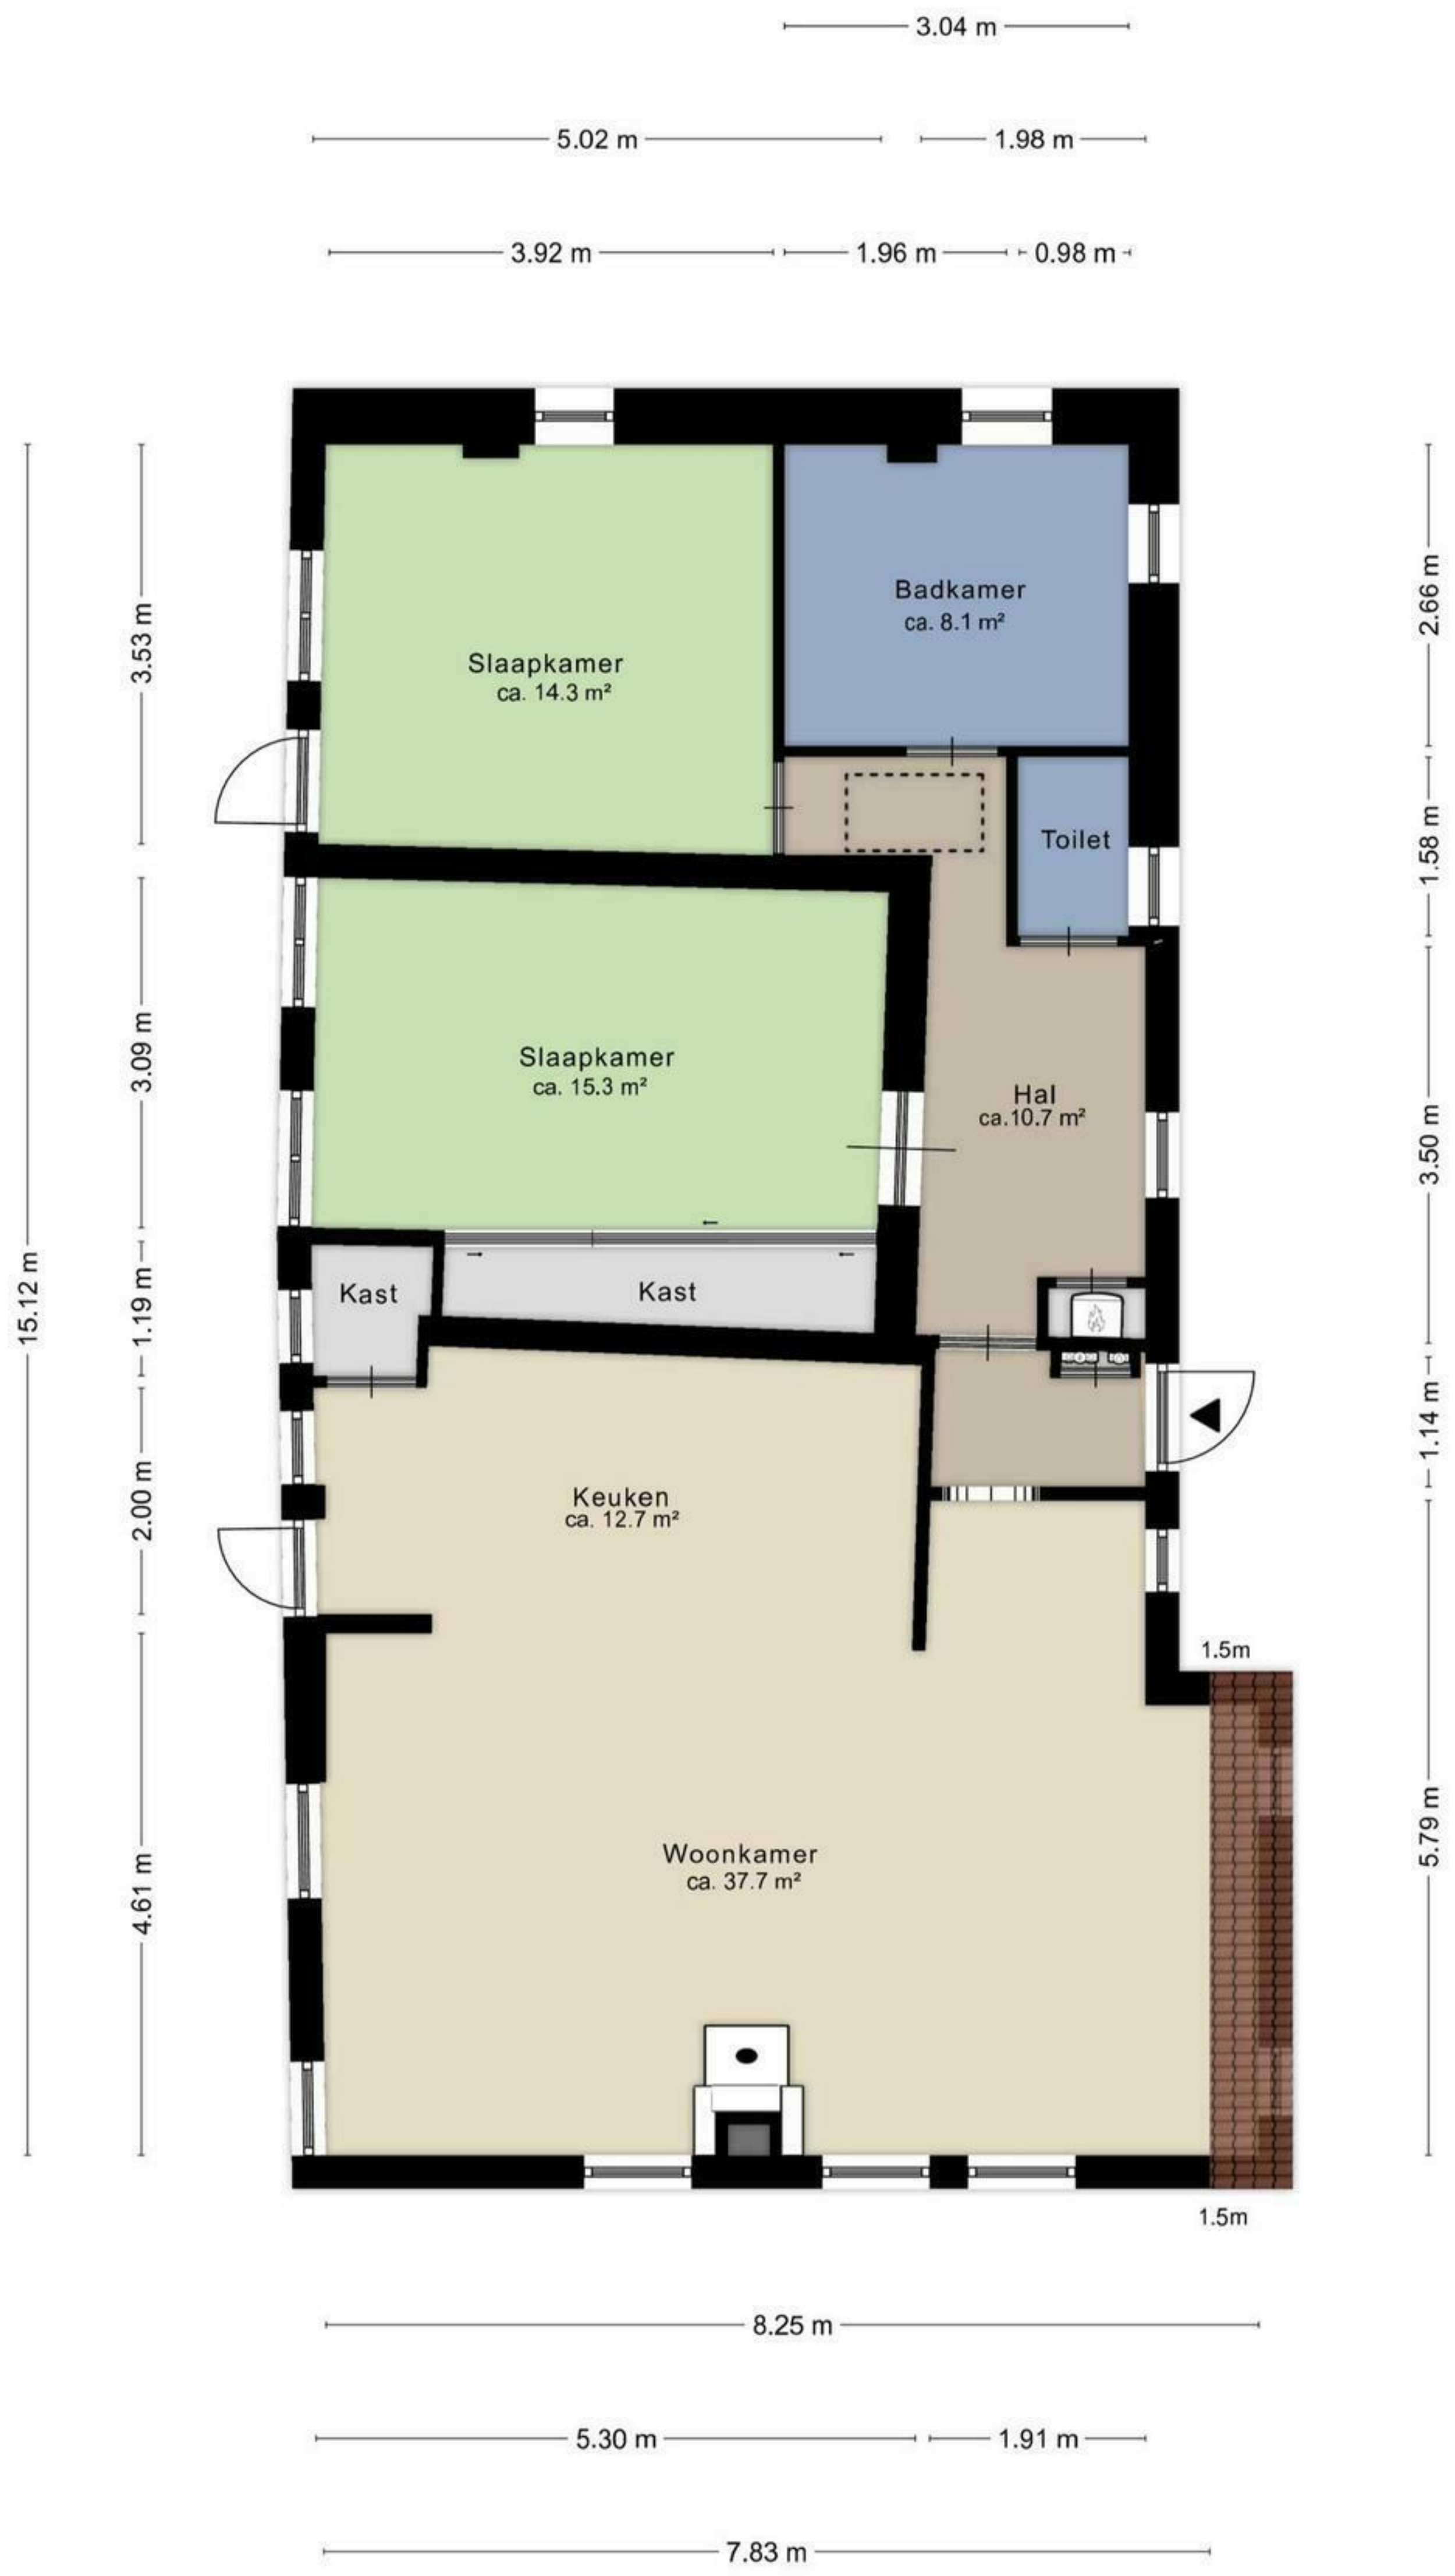 3.04 m
5.02 m
1.98 m
3.92 m
1.96 m
0.98 m
15.12 m
3.53 m
3.09 m
1.19 m
2.00 m
4.61 m
Slaapkamer
ca. 14.3 m²
Badkamer
ca. 8.1 m²
Toilet
Slaapkamer
ca. 15.3 m²
Hal
ca.10.7 m²
Kast
Kast
Keuken
ca. 12.7 m²
Woonkamer
ca. 37.7 m²
1.5m
1.5m
2.66 m
1.58 m
3.50 m
1.14 m
5.79 m
8.25 m
5.30 m
1.91 m
7.83 m